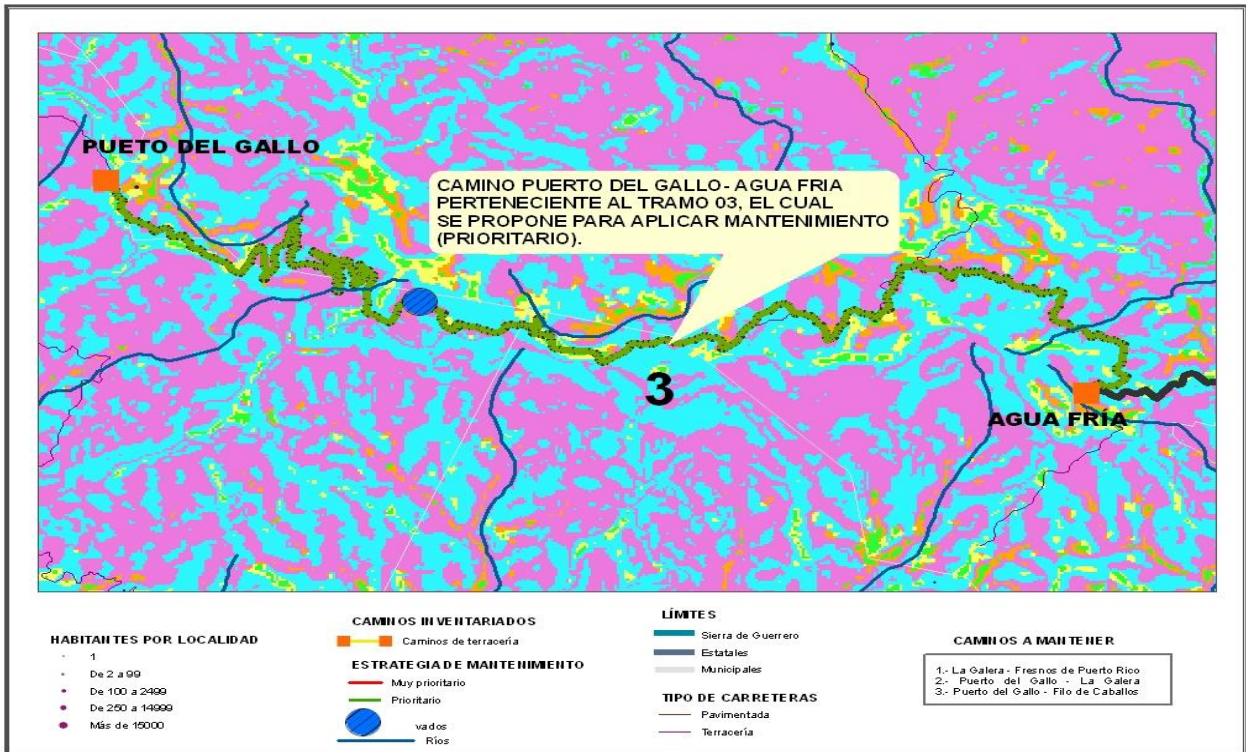 PUETO DEL GALLO
CAMINO PUERTO DEL GALLO- AGUA FRIA
PERTENECIENTE AL TRAMO 03, EL CUAL
SE PROPONE PARA APLICAR MANTENIMIENTO
(PRIORITARIO).
3
AGUA FRÍA
HABITANTES POR LOCALIDAD
1
De 2 a 99
De 100 a 2499
De 250 a 14999
Más de 15000
CAMINOS INVENTARIADOS
Caminos de terracería
ESTRATEGIA DE MANTENIMIENTO
Muy prioritario
Prioritario
vados
Ríos
LÍMITES
Sierra de Guerrero
Estatales
Municipales
TIPO DE CARRETERAS
Pavimentada
Terracería
CAMINOS A MANTENER
1.- La Galera - Fresnos de Puerto Rico
2.- Puerto del Gallo - La Galera
3.- Puerto del Gallo - Filo de Caballos